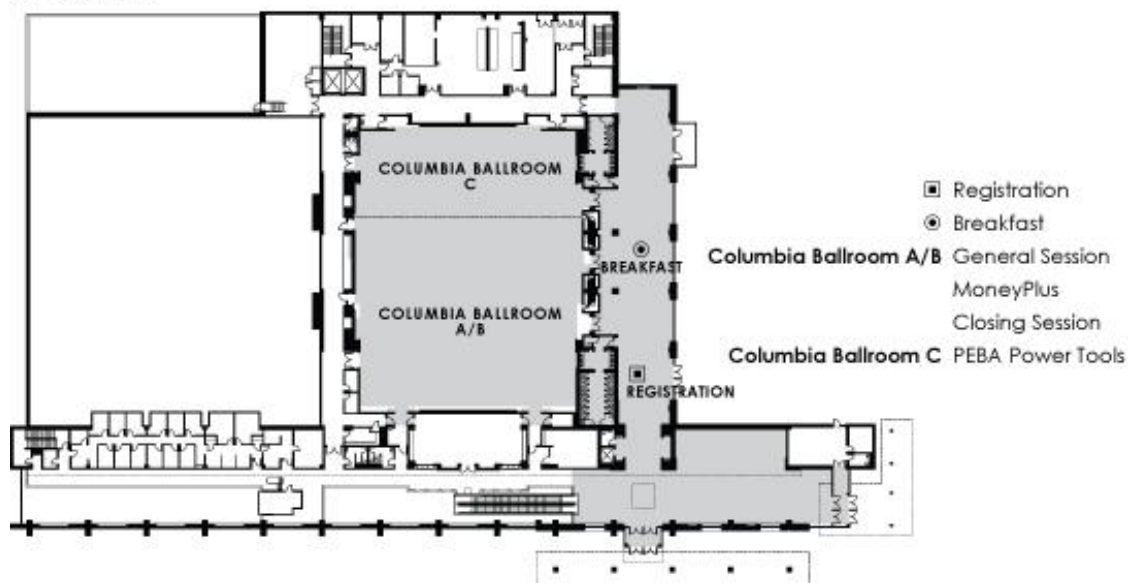 COLUMBIA BALLROOM
C
BREAKFAST
COLUMBIA BALLROOM
A/B
REGISTRATION
Registration
Breakfast
Columbia Ballroom A/B General Session
MoneyPlus
Closing Session
Columbia Ballroom C PEBA Power Tools